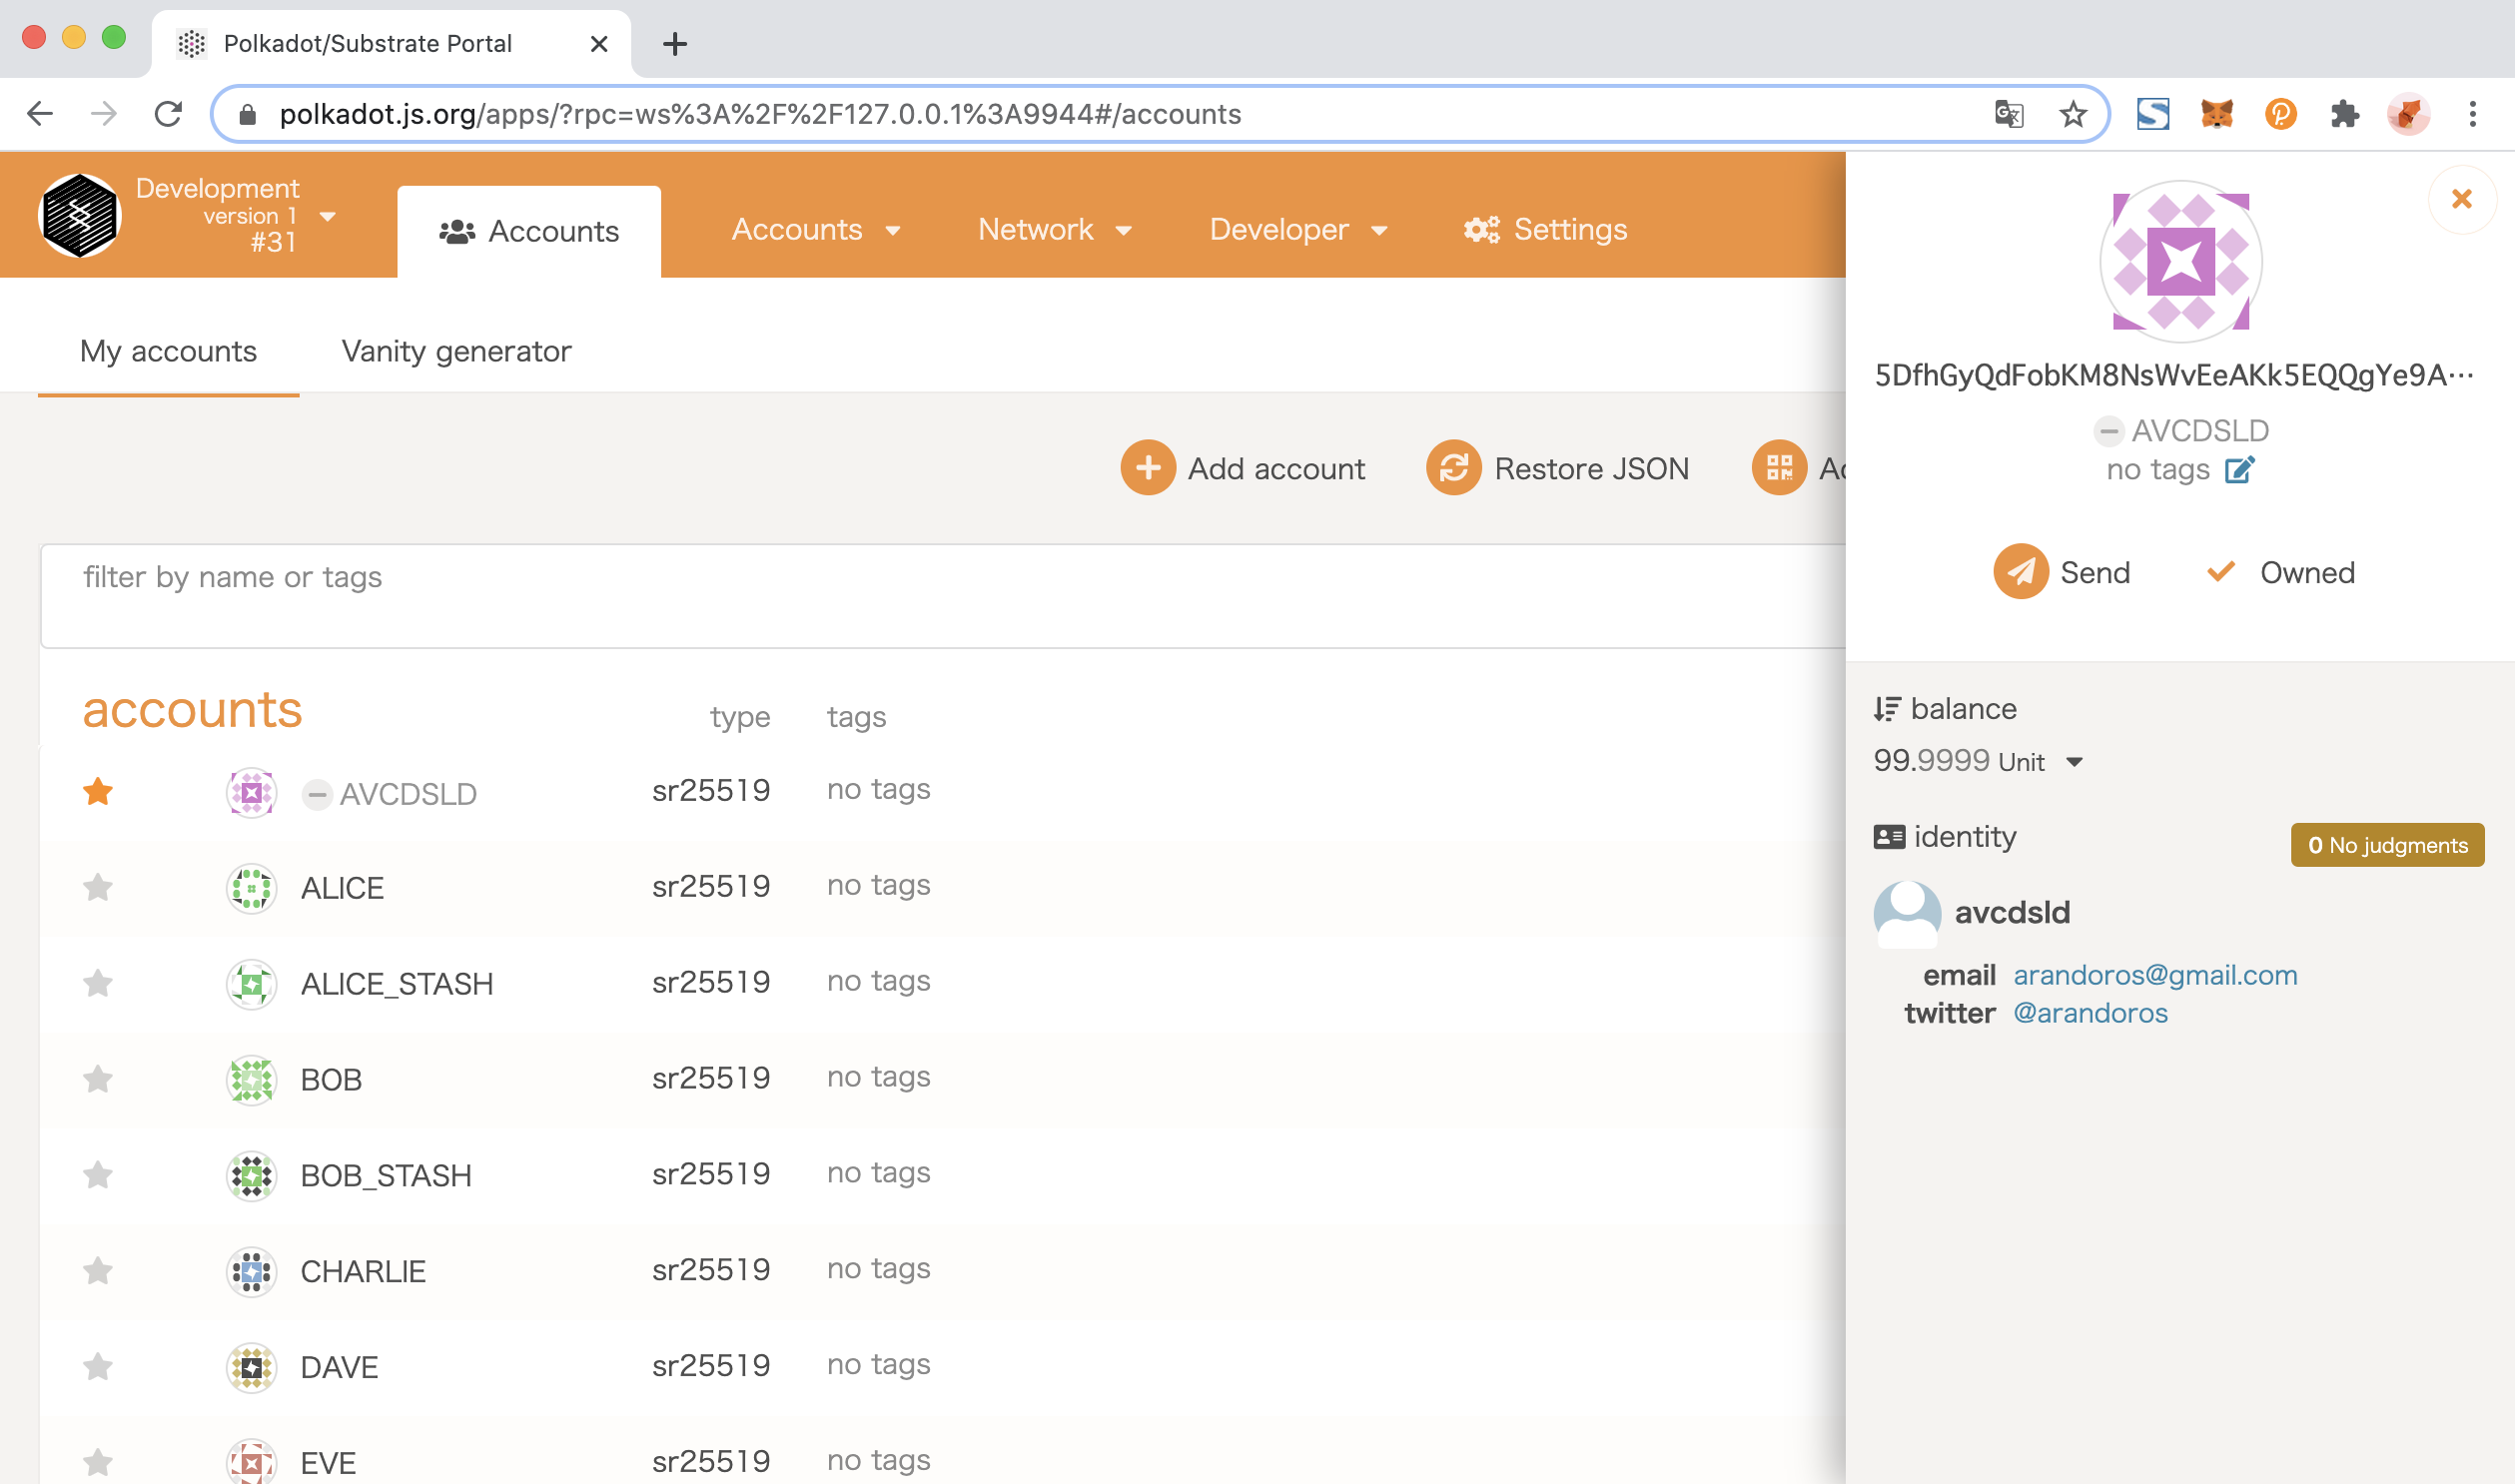 Polkadot/Substrate Portal
polkadot.js.org/apps/?rpc=ws%3A%2F%2F127.0.0.1%3A9944#/accounts
Development
version 1
#31
Accounts
Accounts
Network
Developer
Settings
My accounts
Vanity generator
Add account
Restore JSON
filter by name or tags
accounts type tags
AVCDSLD sr25519 no tags
ALICE sr25519 no tags
ALICE_STASH sr25519 no tags
BOB sr25519 no tags
BOB_STASH sr25519 no tags
CHARLIE sr25519 no tags
DAVE sr25519 no tags
EVE sr25519 no tags
5DfhGyQdFobKM8NsWvEeAKk5EQQgYe9A…
AVCDSLD
no tags
Send
Owned
balance
99.9999 Unit
identity
0 No judgments
avcdsld
email arandoros@gmail.com
twitter @arandoros